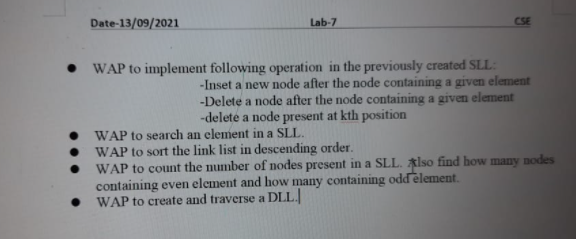 Date-13/09/2021 Lab-7 CSE
• WAP to implement following operation in the previously created SLL:
-Inset a new node after the node containing a given element
-Delete a node after the node containing a given element
-delete a node present at kth position
• WAP to search an element in a SLL.
• WAP to sort the link list in descending order.
• WAP to count the number of nodes present in a SLL. Also find how many nodes
containing even element and how many containing odd element.
• WAP to create and traverse a DLL.